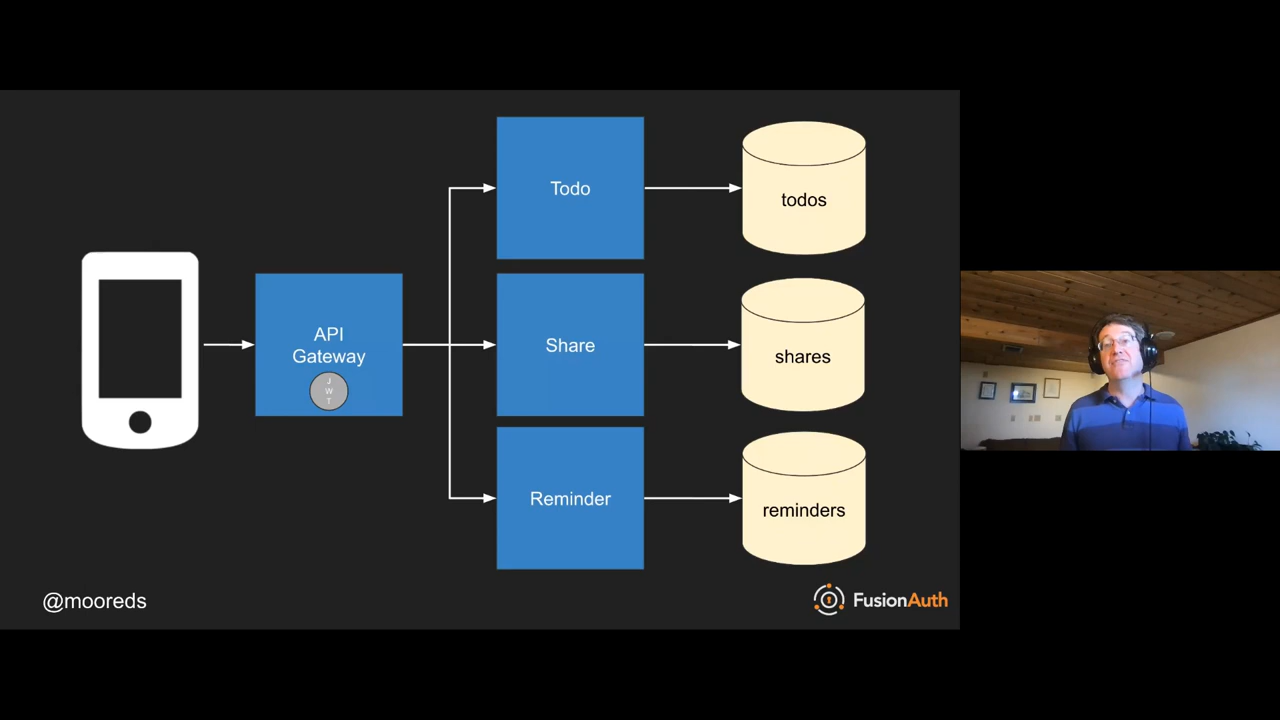 Todo
todos
API
Gateway
J
W
T
Share
shares
Reminder
reminders
@mooreds
FusionAuth